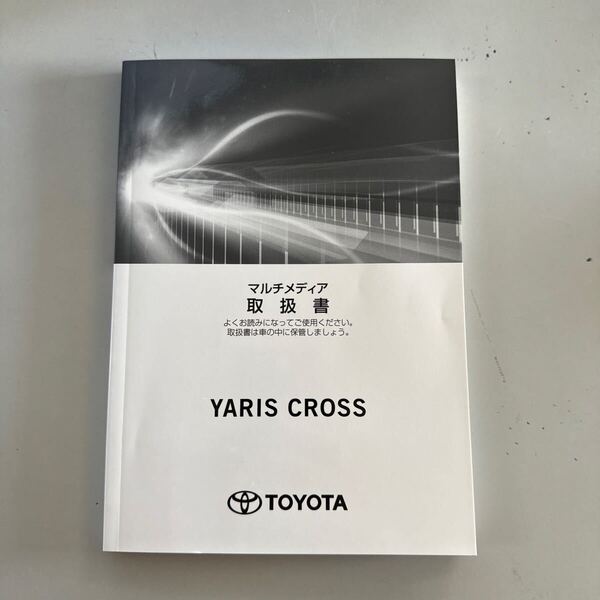 マルチメディア
取扱書
よくお読みになってご使用ください。
取扱書は車の中に保管しましょう。
YARIS CROSS
TOYOTA